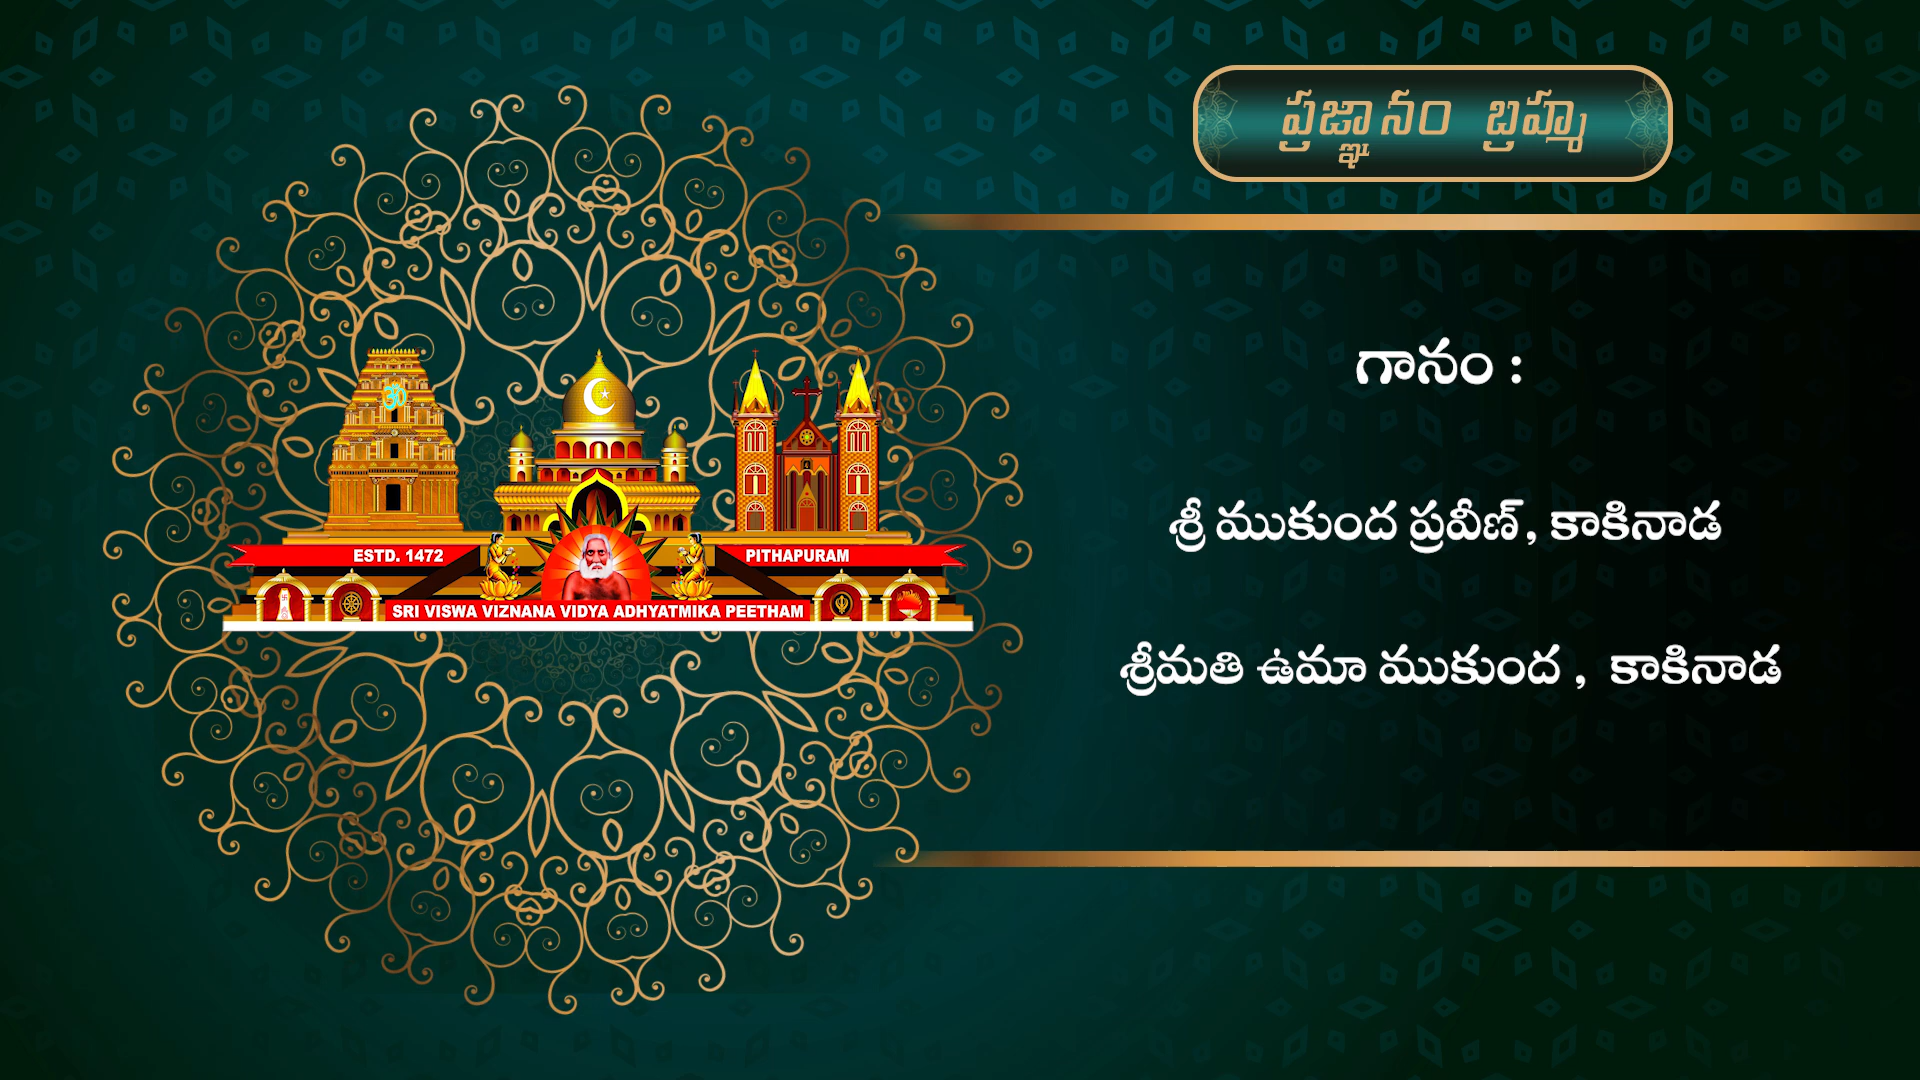 ప్రజ్ఞానం బ్రహ్మ
గానం :
శ్రీ ముకుంద ప్రవీణ్, కాకినాడ
శ్రీమతి ఉమా ముకుంద , కాకినాడ
ॐ
ESTD. 1472
PITHAPURAM
SRI VISWA VIZNANA VIDYA ADHYATMIKA PEETHAM